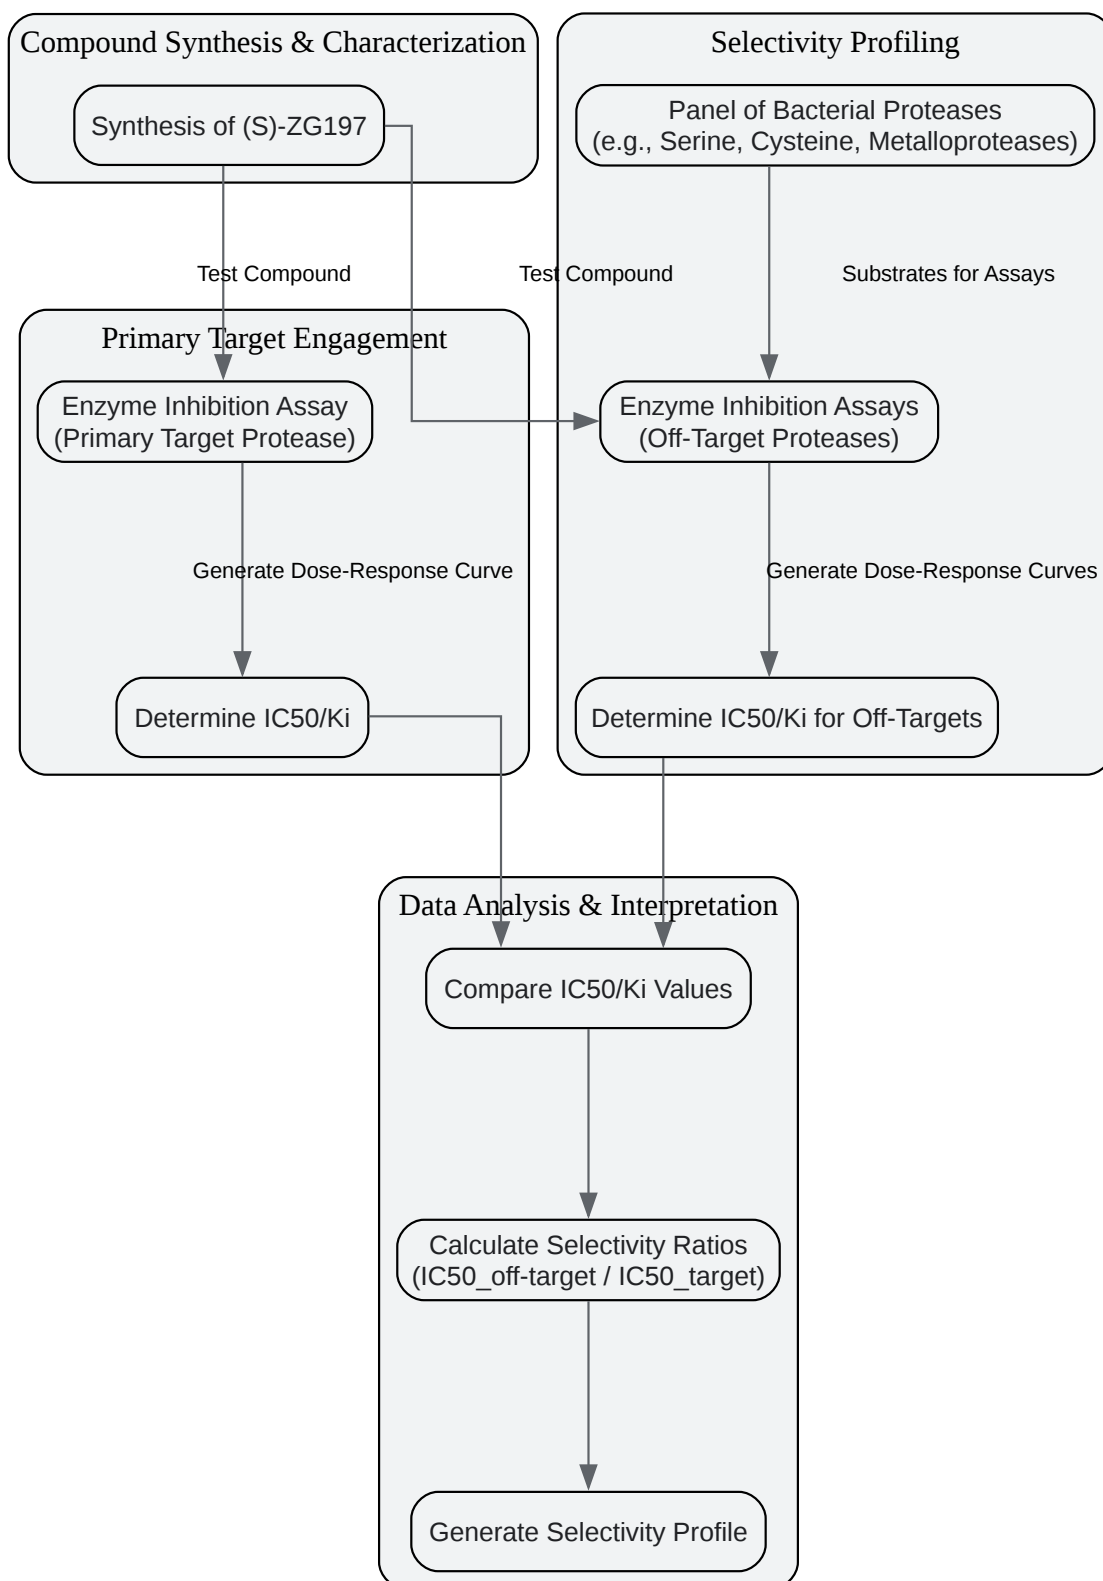 Compound Synthesis & Characterization
Synthesis of (S)-ZG197
Selectivity Profiling
Panel of Bacterial Proteases
(e.g., Serine, Cysteine, Metalloproteases)
Test Compound
Test Compound
Substrates for Assays
Primary Target Engagement
Enzyme Inhibition Assay
(Primary Target Protease)
Enzyme Inhibition Assays
(Off-Target Proteases)
Generate Dose-Response Curve
Generate Dose-Response Curves
Determine IC50/Ki
Determine IC50/Ki for Off-Targets
Data Analysis & Interpretation
Compare IC50/Ki Values
Calculate Selectivity Ratios
(IC50_off-target / IC50_target)
Generate Selectivity Profile